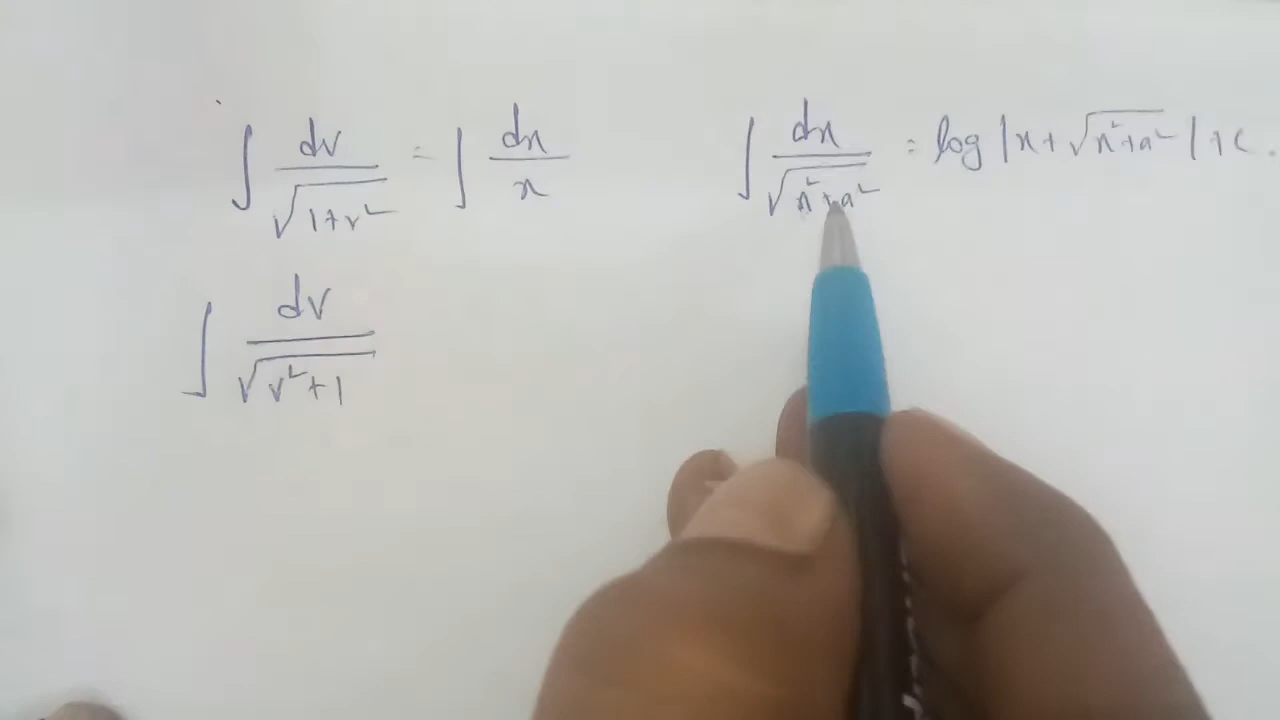 ∫ dv/√(1+v²) = ∫ dx/x
∫ dx/√(x²+a²) = log |x+√(x²+a²)| + c.
∫ dv/√(v²+1)